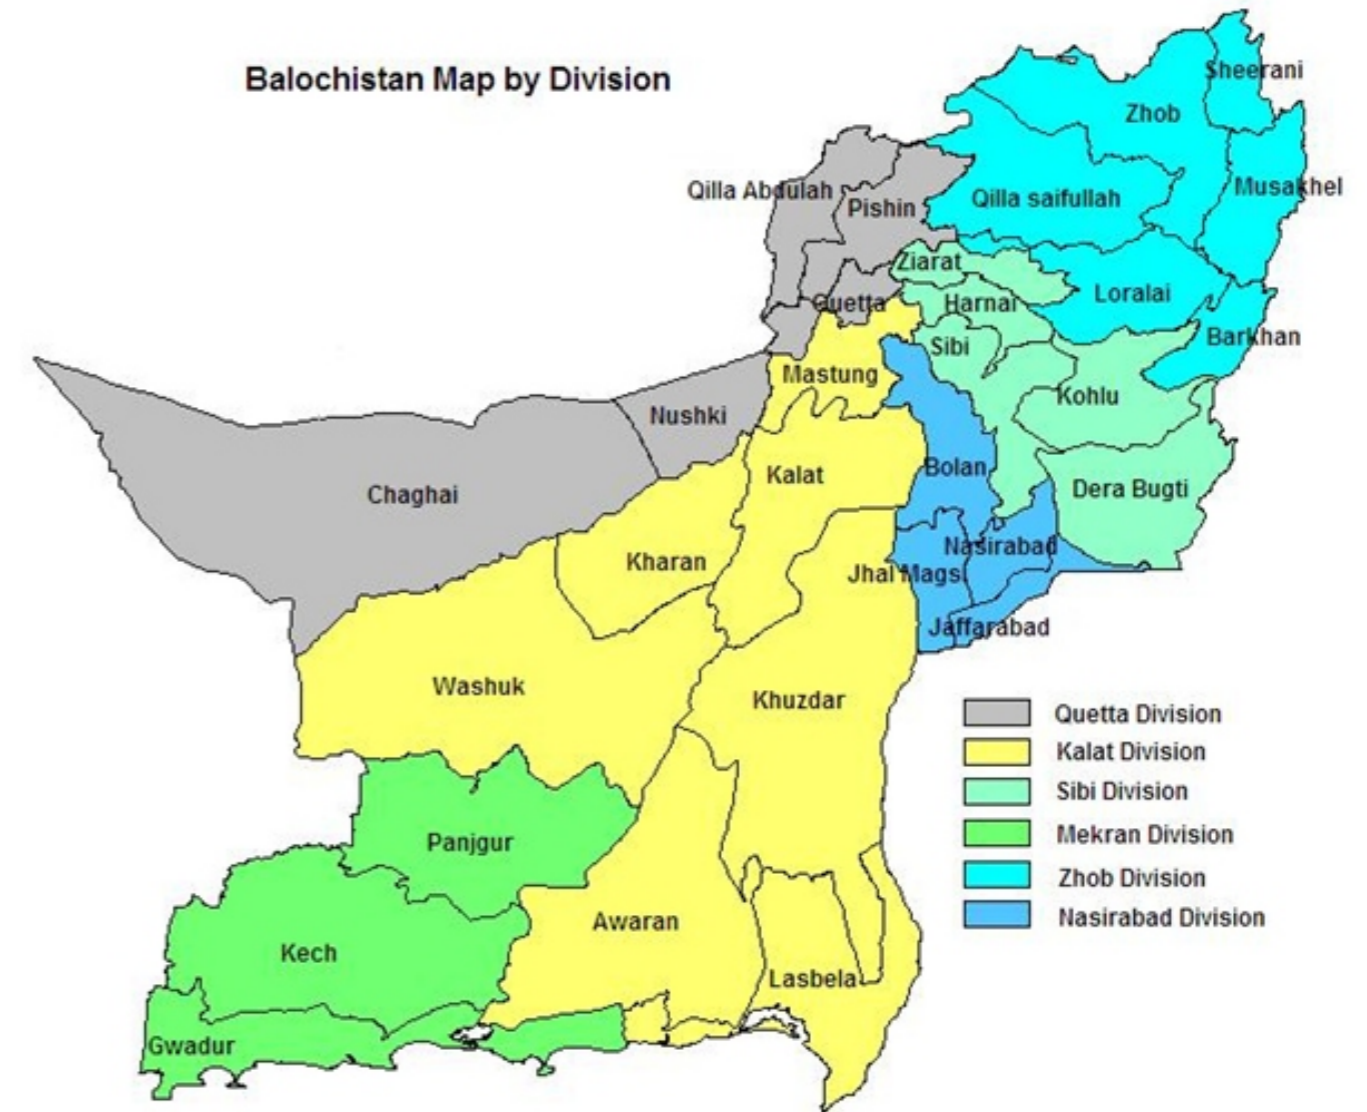 Balochistan Map by Division
Sheerani
Zhob
Qilla Abdulah
Pishin
Qilla saifullah
Musakhel
Ziarat
Quetta
Harnai
Loralai
Sibi
Barkhan
Mastung
Kohlu
Nushki
Kalat
Bolan
Chaghai
Dera Bugti
Kharan
Nasirabad
Jhal Magsi
Jaffarabad
Washuk
Khuzdar
Quetta Division
Kalat Division
Sibi Division
Panjgur
Mekran Division
Zhob Division
Awaran
Nasirabad Division
Kech
Lasbela
Gwadur